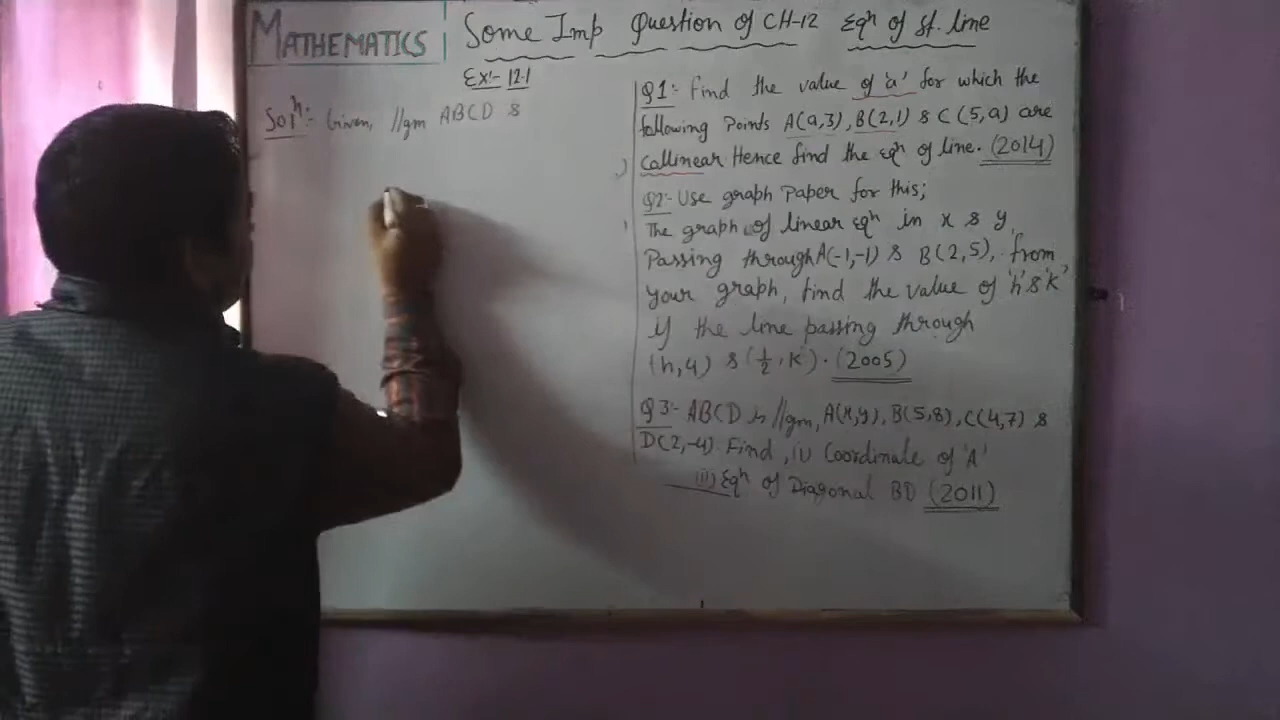 MATHEMATICS
Some Imp Question of CH-12 Eqⁿ of St. line
Ex:- 12.1
Solⁿ:- Given, //gm ABCD &
Q1:- Find the value of 'a' for which the
following Points A(a,3), B(2,1) & C(5,a) are
Callinear Hence find the eqⁿ of line. (2014)
Q2:- Use graph Paper for this;
The graph of linear eqⁿ in x & y,
Passing through A(-1,-1) & B(2,5), from
your graph, find the value of 'h' & 'k'
if the line passing through
(h,4) & (½,K). (2005)
Q3:- ABCD is //gm, A(x,y), B(5,8), C(4,7) &
D(2,-4). Find, (i) Coordinate of 'A'
(ii) Eqⁿ of Diagonal BD (2011)